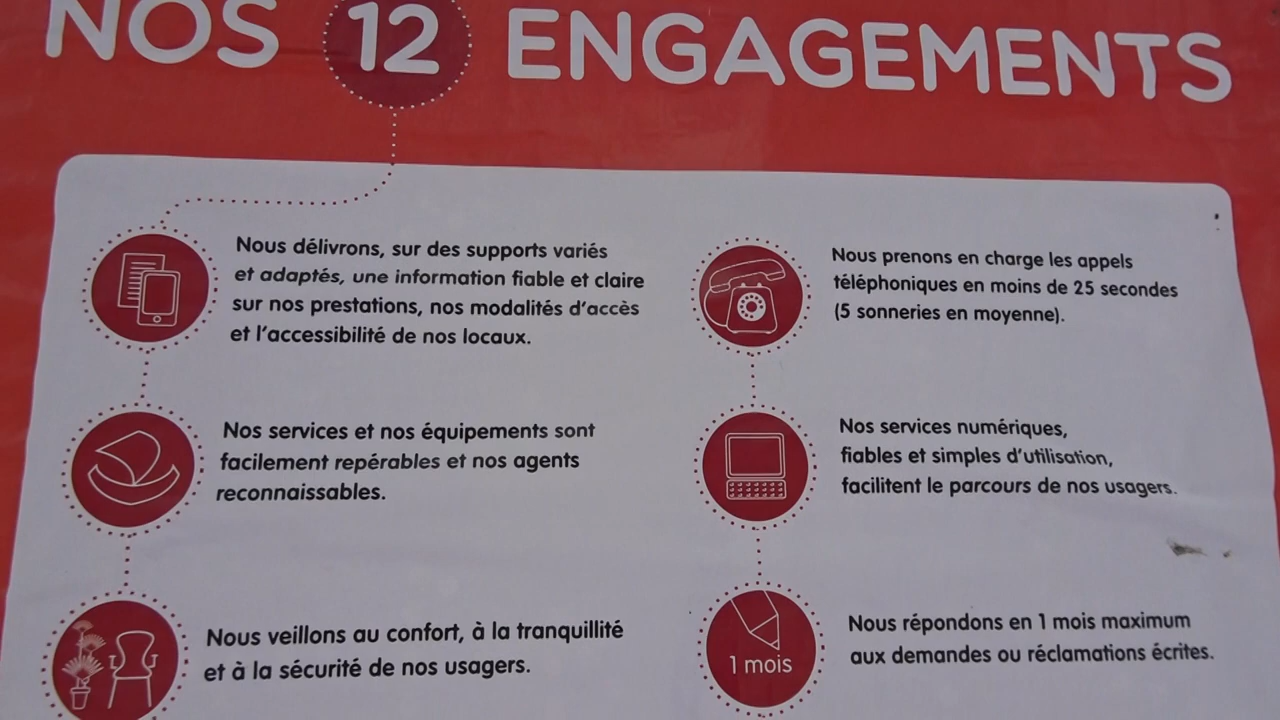 NOS 12 ENGAGEMENTS
Nous délivrons, sur des supports variés
et adaptés, une information fiable et claire
sur nos prestations, nos modalités d'accès
et l'accessibilité de nos locaux.
Nos services et nos équipements sont
facilement repérables et nos agents
reconnaissables.
Nous veillons au confort, à la tranquillité
et à la sécurité de nos usagers.
Nous prenons en charge les appels
téléphoniques en moins de 25 secondes
(5 sonneries en moyenne).
Nos services numériques,
fiables et simples d'utilisation,
facilitent le parcours de nos usagers.
1 mois
Nous répondons en 1 mois maximum
aux demandes ou réclamations écrites.